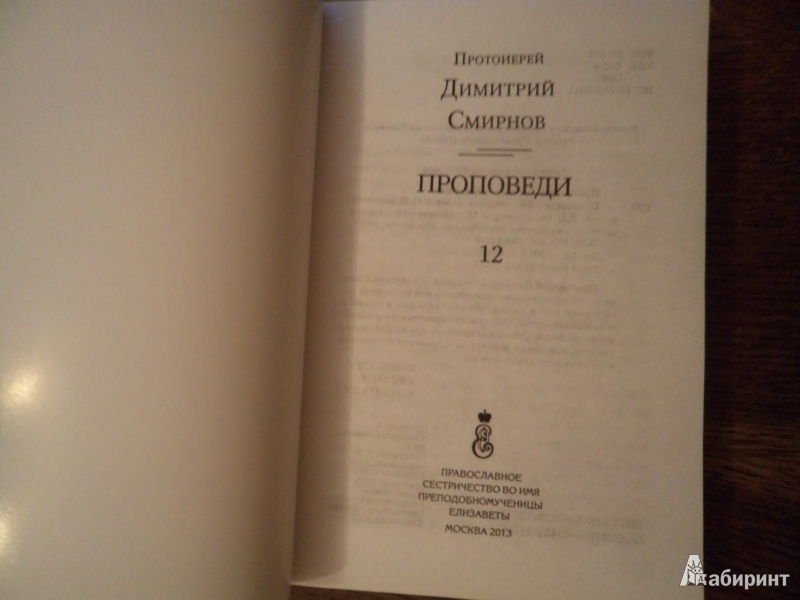 Протоиерей
Димитрий
Смирнов
ПРОПОВЕДИ
12
ПРАВОСЛАВНОЕ
СЕСТРИЧЕСТВО ВО ИМЯ
ПРЕПОДОБНОМУЧЕНИЦЫ
ЕЛИЗАВЕТЫ
МОСКВА 2013
Лабиринт